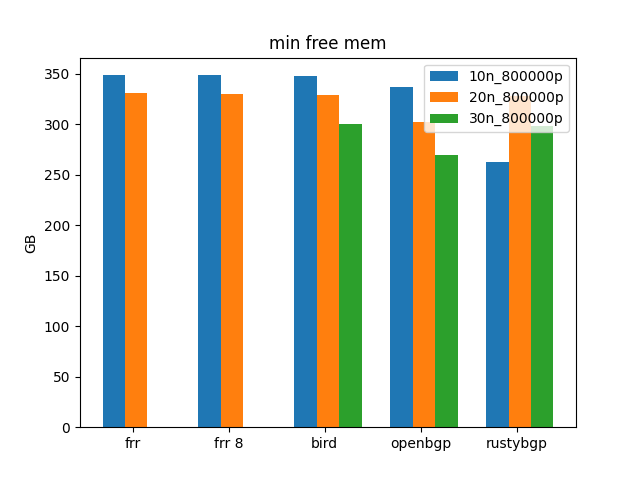 min free mem
10n_800000p
20n_800000p
30n_800000p
GB
350
300
250
200
150
100
50
0
frr
frr 8
bird
openbgp
rustybgp